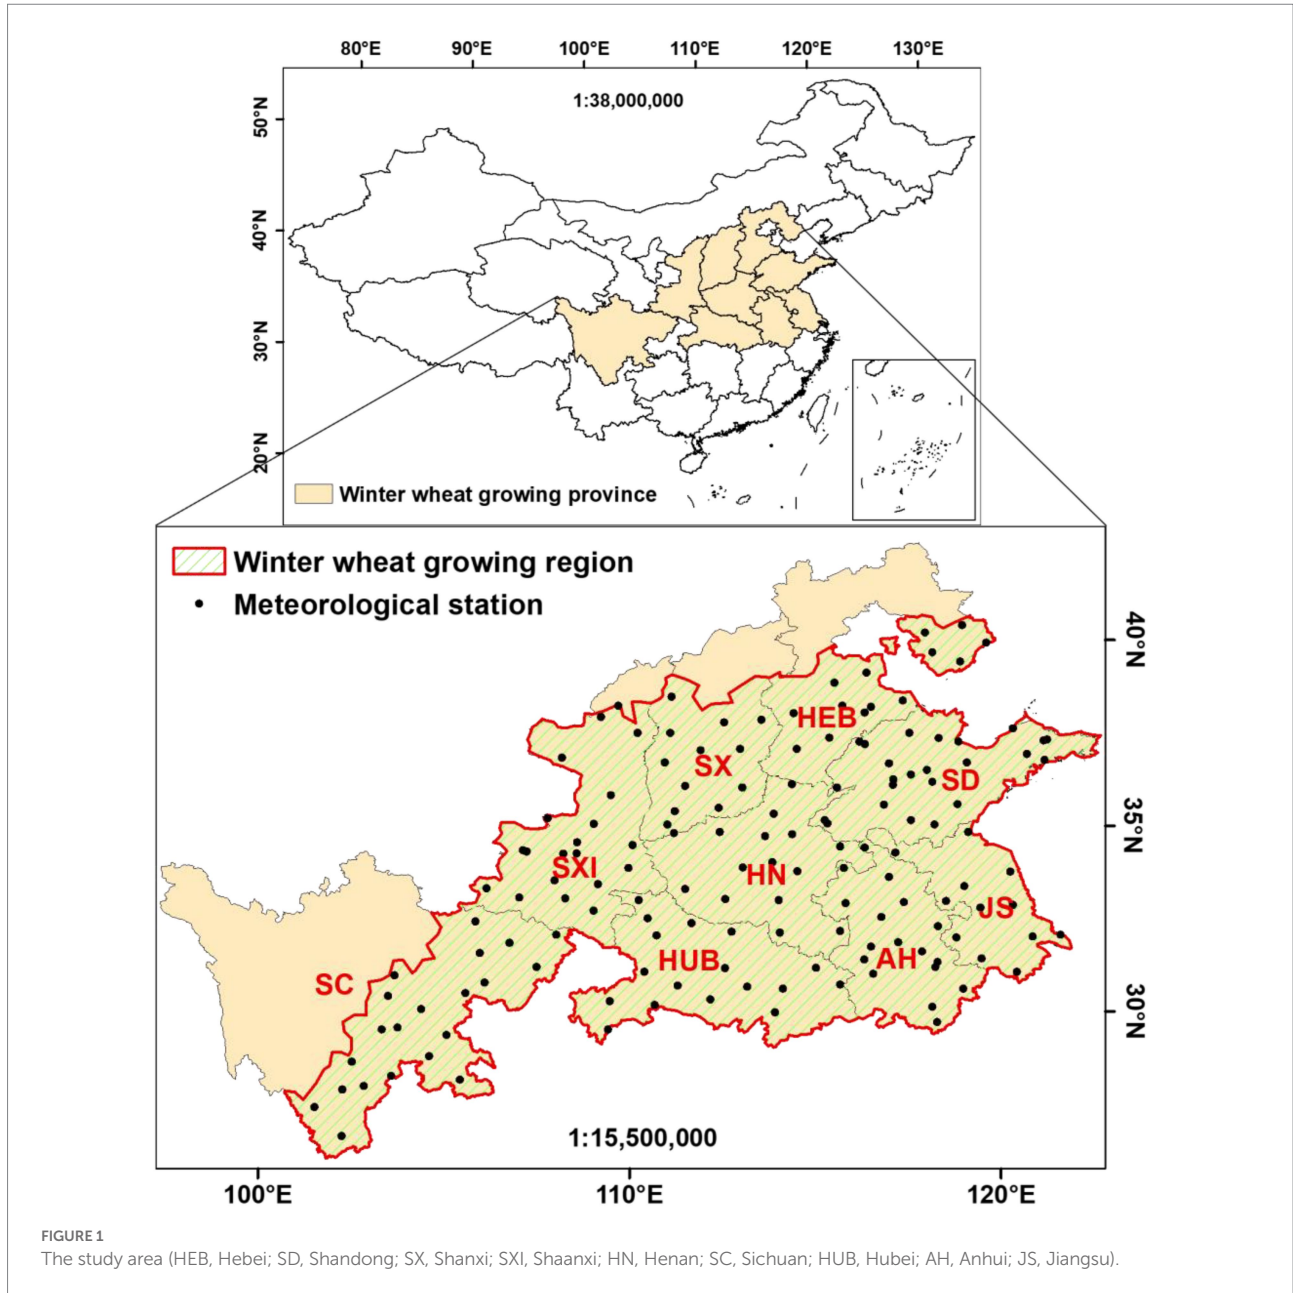 80°E 90°E 100°E 110°E 120°E 130°E
1:38,000,000
50°N
40°N
30°N
20°N
Winter wheat growing province
Winter wheat growing region
Meteorological station
40°N
HEB
SX
SD
35°N
SXI
HN
JS
HUB
AH
SC
30°N
1:15,500,000
100°E 110°E 120°E
FIGURE 1
The study area (HEB, Hebei; SD, Shandong; SX, Shanxi; SXI, Shaanxi; HN, Henan; SC, Sichuan; HUB, Hubei; AH, Anhui; JS, Jiangsu).